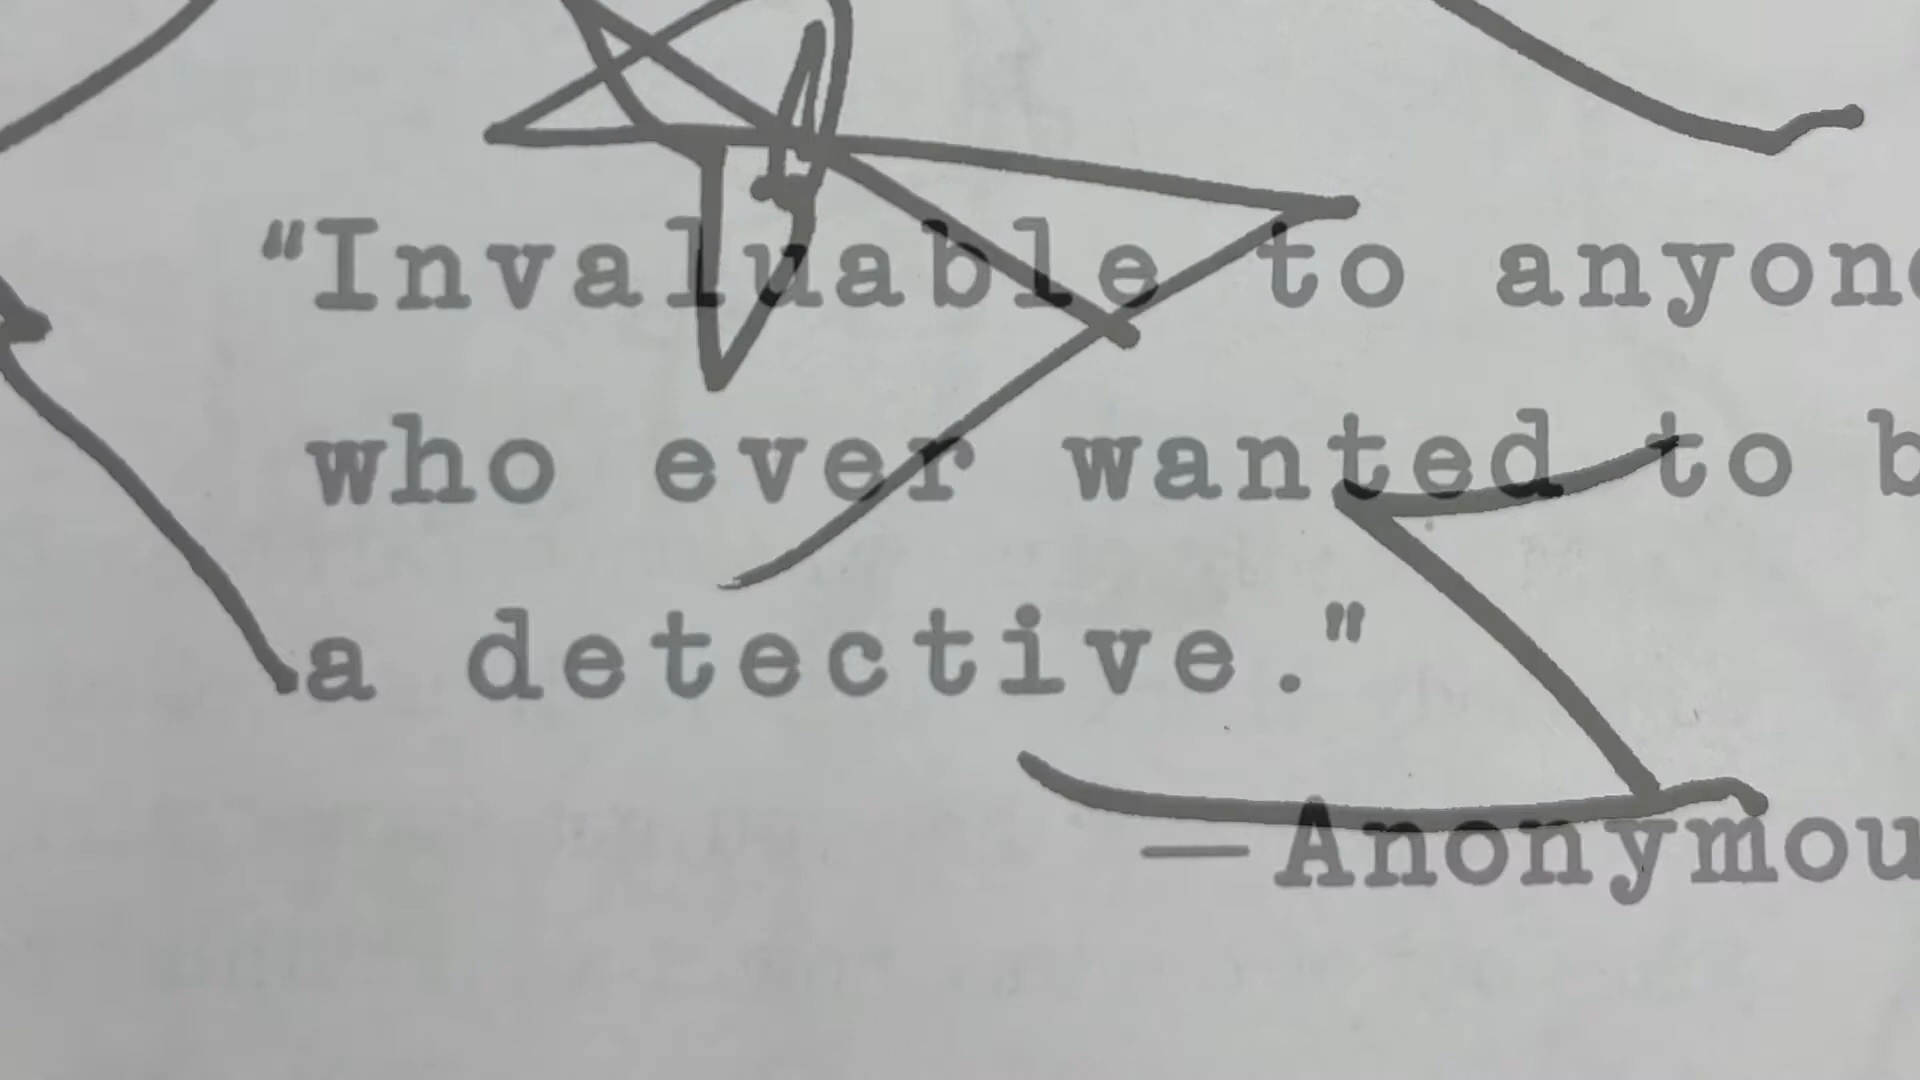 “Invaluable to anyone
who ever wanted to b
a detective."
—Anonymou